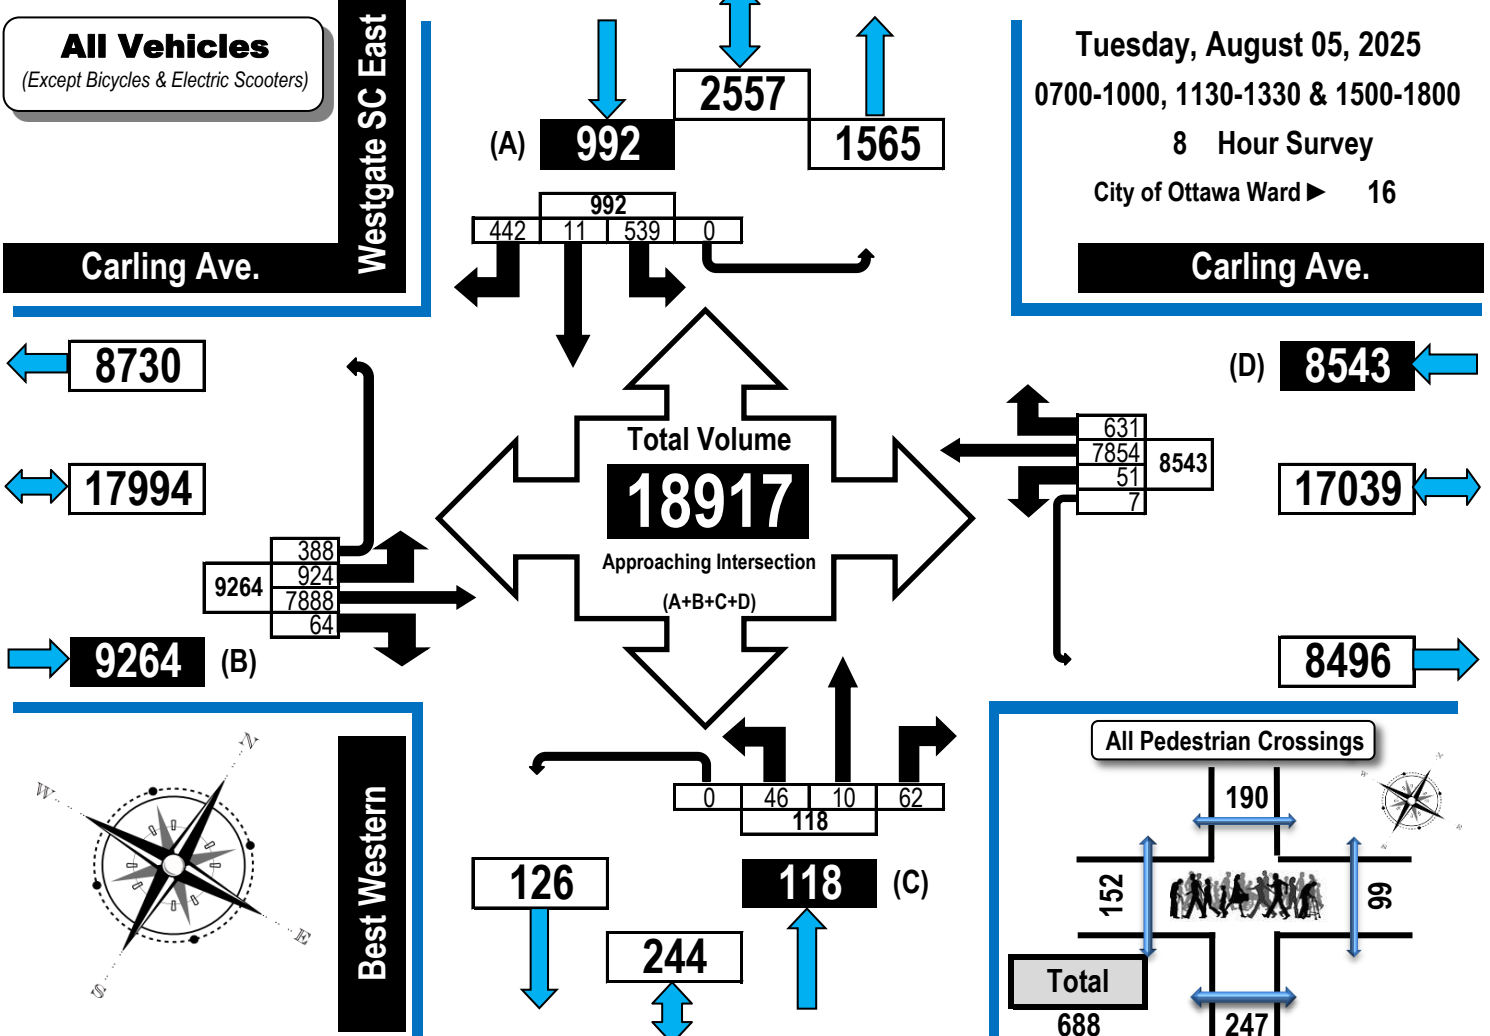 All Vehicles
(Except Bicycles & Electric Scooters)
Westgate SC East
Carling Ave.
2557
(A) 992
1565
992
442 11 539 0
Tuesday, August 05, 2025
0700-1000, 1130-1330 & 1500-1800
8 Hour Survey
City of Ottawa Ward ► 16
Carling Ave.
8730
17994
388
924
7888
64
9264
9264 (B)
Total Volume
18917
Approaching Intersection
(A+B+C+D)
(D) 8543
631
7854
51
7
8543
17039
8496
0 46 10 62
118
126
118 (C)
244
Best Western
N
W
E
S
All Pedestrian Crossings
190
152
99
247
Total
688